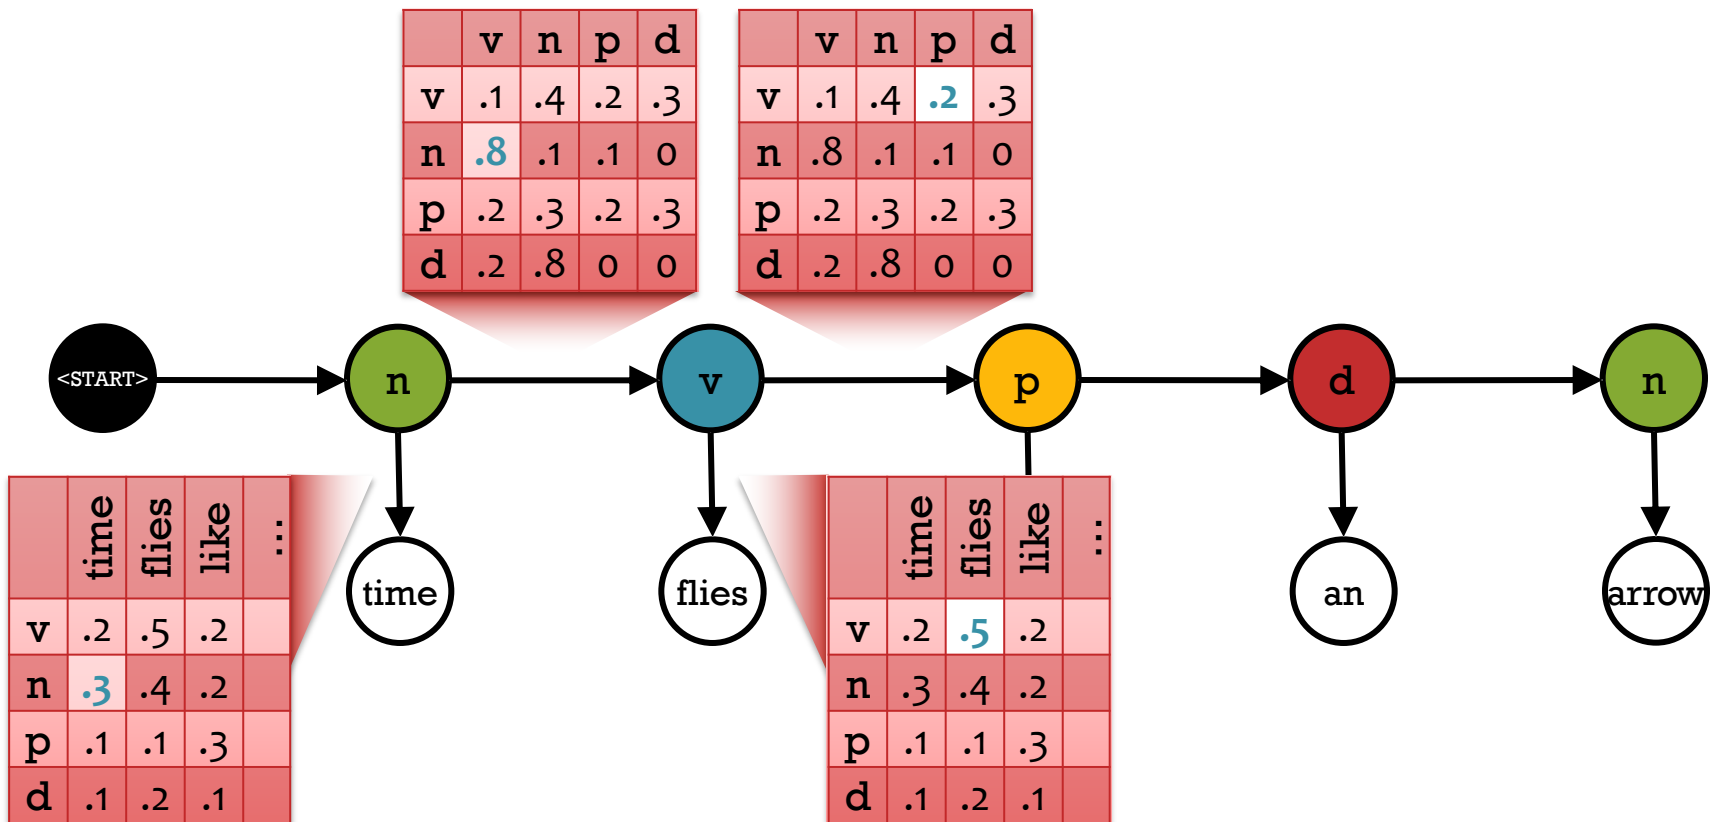 v n p d
v .1 .4 .2 .3
n .8 .1 .1 0
p .2 .3 .2 .3
d .2 .8 0 0
v n p d
v .1 .4 .2 .3
n .8 .1 .1 0
p .2 .3 .2 .3
d .2 .8 0 0
<START> n v p d n
time flies like ...
v .2 .5 .2
n .3 .4 .2
p .1 .1 .3
d .1 .2 .1
time flies
time flies like ...
v .2 .5 .2
n .3 .4 .2
p .1 .1 .3
d .1 .2 .1
an arrow